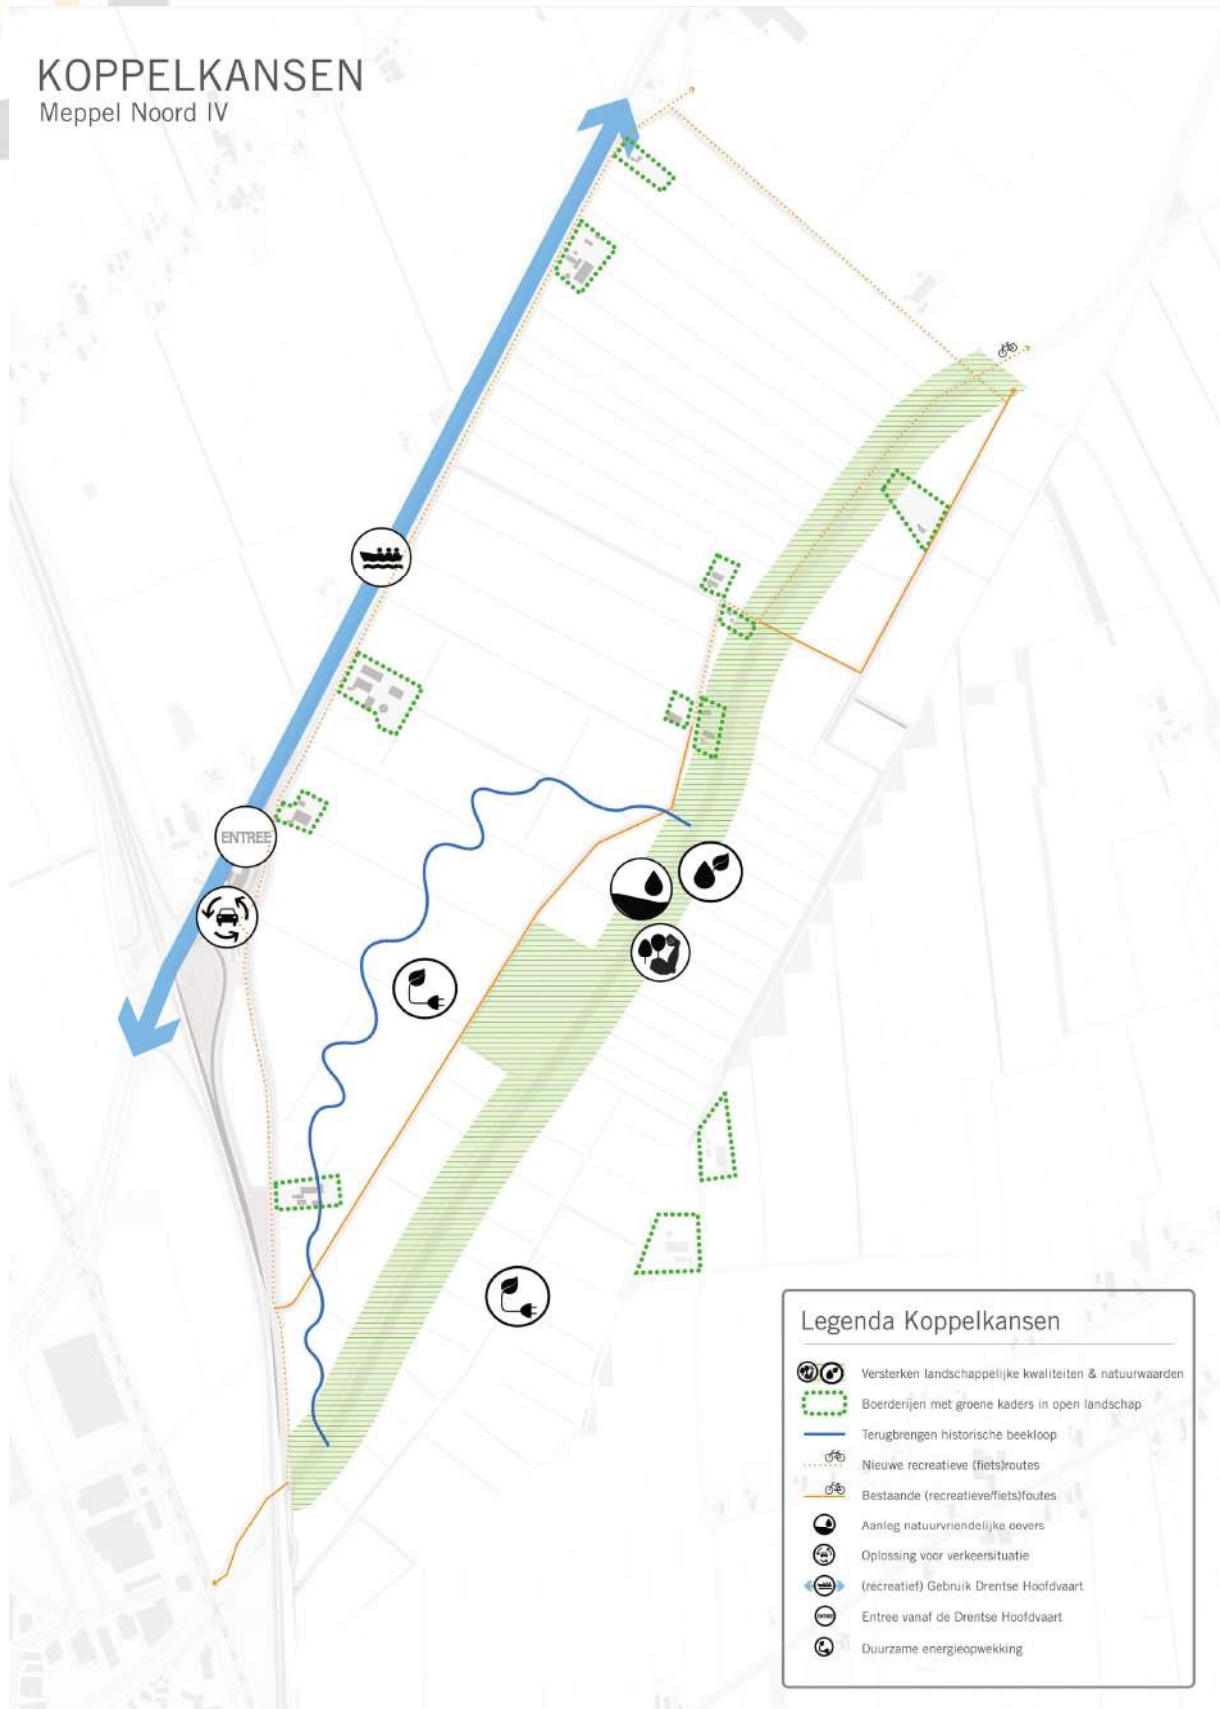 KOPPELKANSEN
Meppel Noord IV
ENTREE
Legenda Koppelkansen
Versterken landschappelijke kwaliteiten & natuurwaarden
Boerderijen met groene kaders in open landschap
Terugbrengen historische beekloop
Nieuwe recreatieve (fiets)routes
Bestaande (recreatieve/fiets)foutes
Aanleg natuurvriendelijke oevers
Oplossing voor verkeersituatie
(recreatief) Gebruik Drentse Hoofdvaart
ENTREE
Entree vanaf de Drentse Hoofdvaart
Duurzame energieopwekking